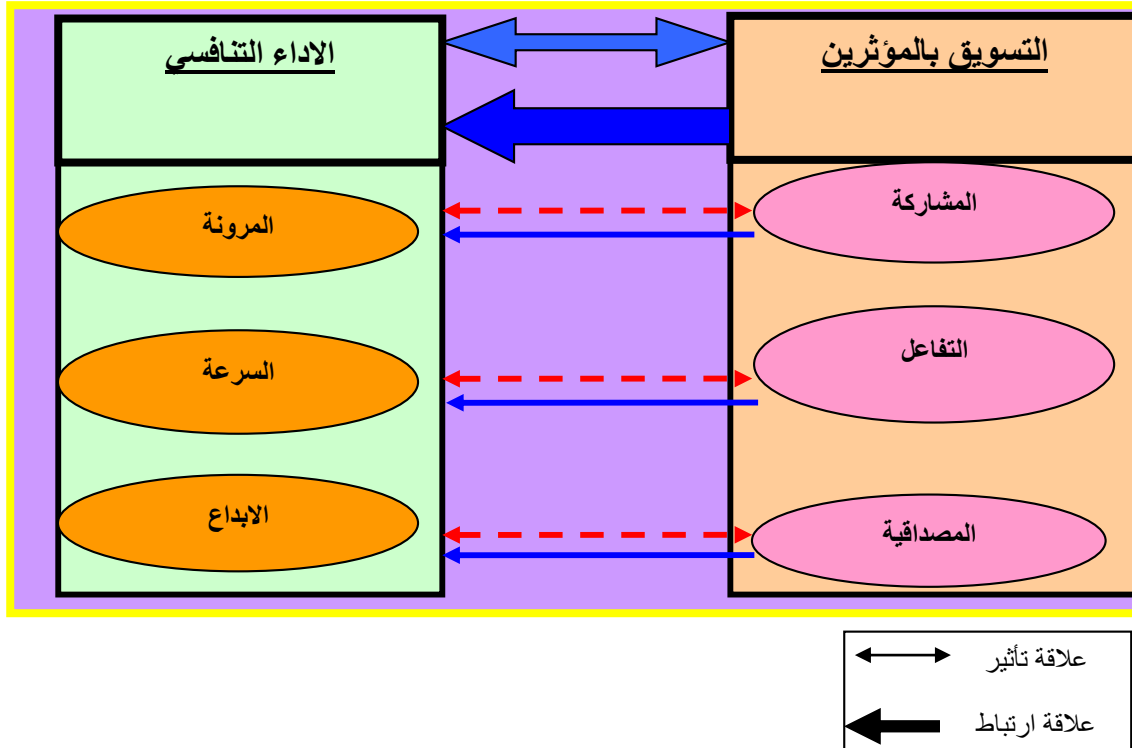 التسويق بالمؤثرين
الاداء التنافسي
المشاركة
المرونة
التفاعل
السرعة
المصداقية
الابداع
علاقة تأثير
علاقة ارتباط